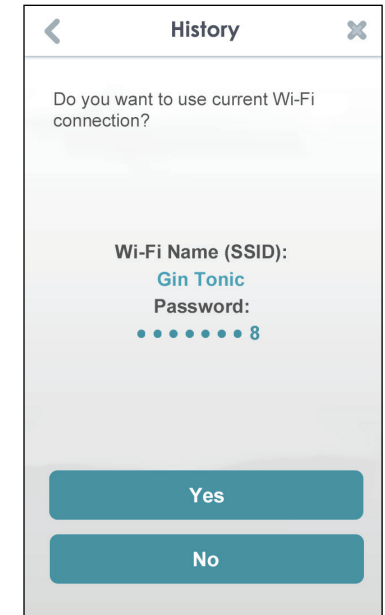 History
Do you want to use current Wi-Fi
connection?
Wi-Fi Name (SSID):
Gin Tonic
Password:
•••••••8
Yes
No